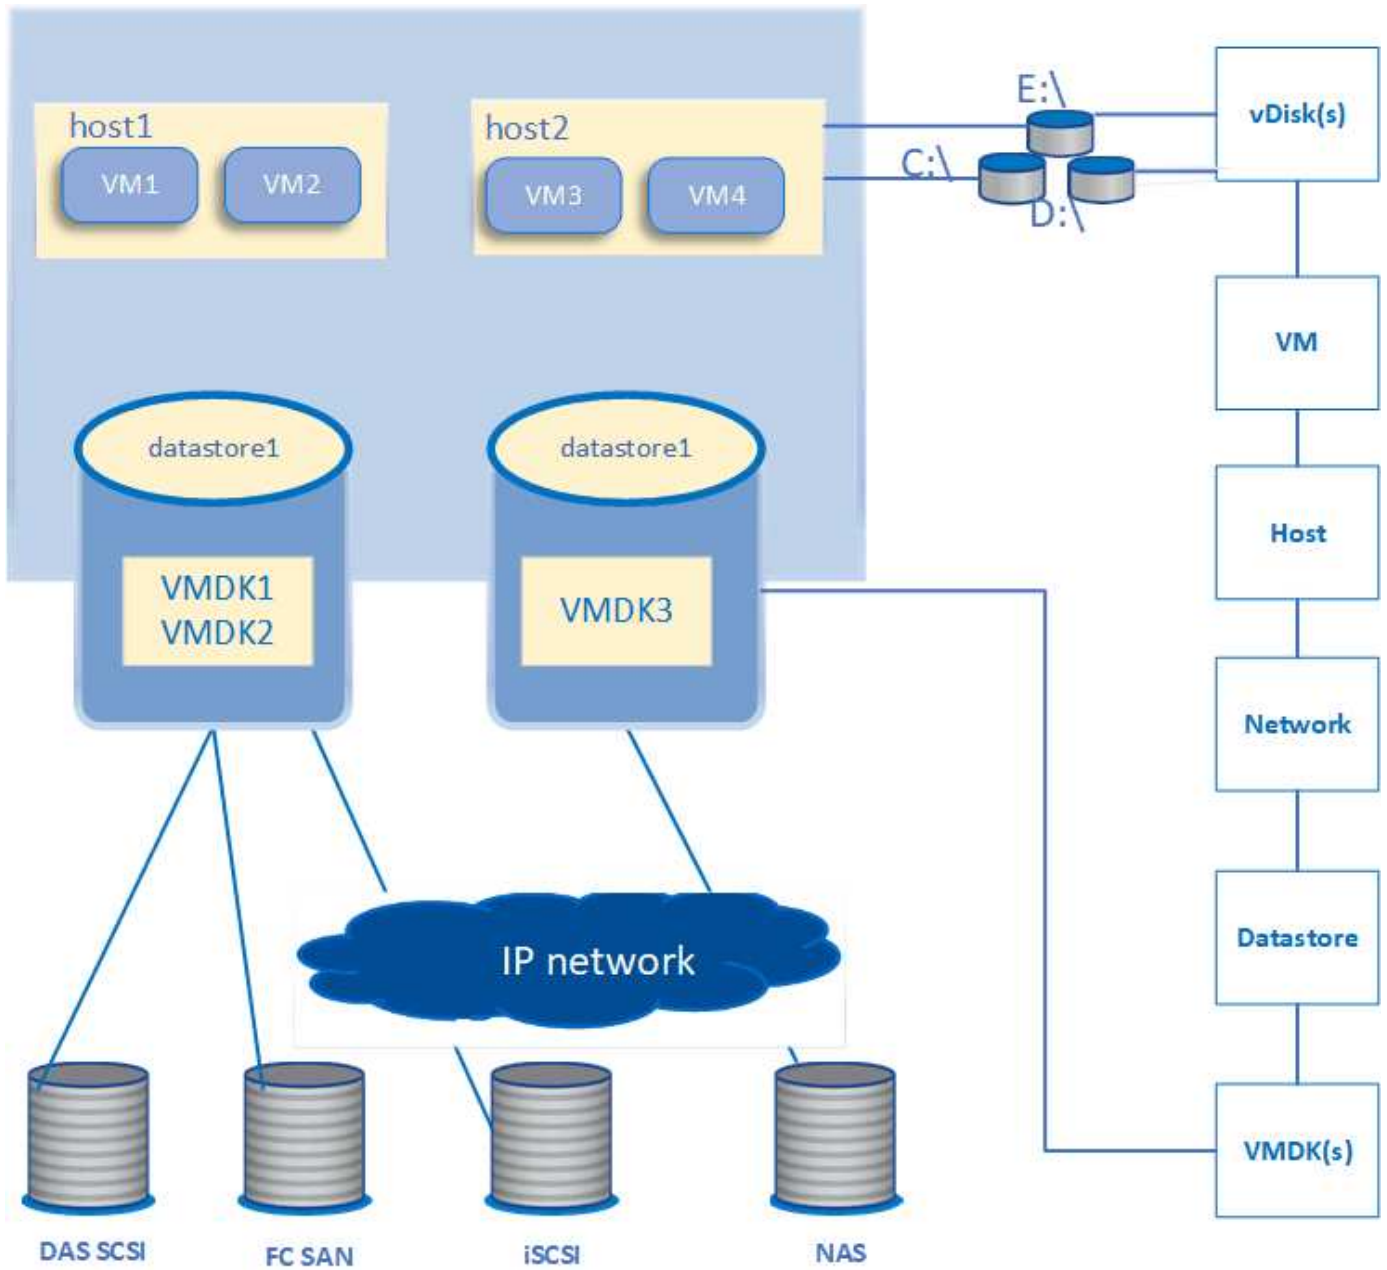 E:\
vDisk(s)
host1
host2
C:\
VM1
VM2
VM3
VM4
D:\
VM
datastore1
datastore1
Host
VMDK1
VMDK2
VMDK3
Network
IP network
Datastore
VMDK(s)
DAS SCSI
FC SAN
iSCSI
NAS